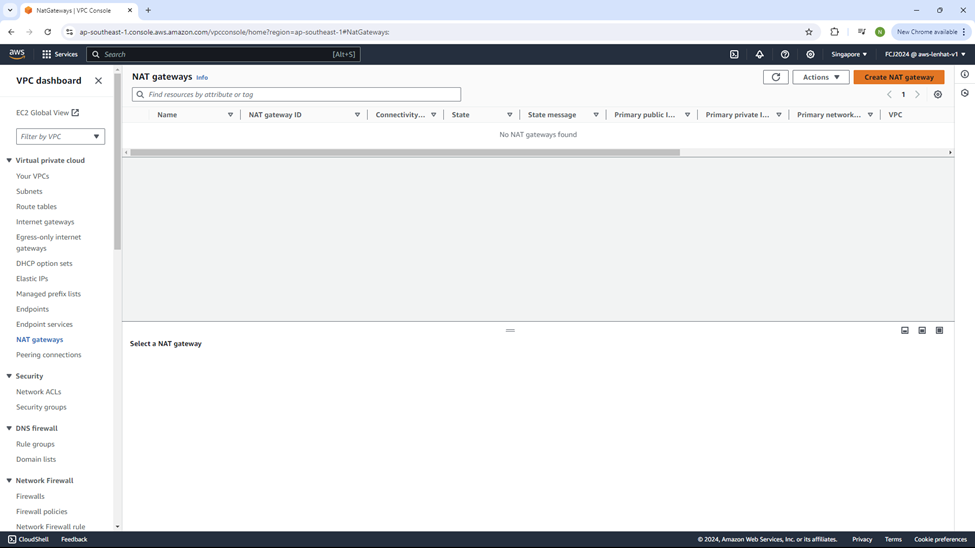 NatGateways | VPC Console
ap-southeast-1.console.aws.amazon.com/vpcconsole/home?region=ap-southeast-1#NatGateways:
N
New Chrome available
aws
Services
Search
[Alt+S]
Singapore
FCJ2024 @ aws-lenhat-v1
VPC dashboard
EC2 Global View
Filter by VPC
Virtual private cloud
Your VPCs
Subnets
Route tables
Internet gateways
Egress-only internet
gateways
DHCP option sets
Elastic IPs
Managed prefix lists
Endpoints
Endpoint services
NAT gateways
Peering connections
Security
Network ACLs
Security groups
DNS firewall
Rule groups
Domain lists
Network Firewall
Firewalls
Firewall policies
Network Firewall rule
NAT gateways Info
Actions
Create NAT gateway
Find resources by attribute or tag
1
Name
NAT gateway ID
Connectivity...
State
State message
Primary public I...
Primary private I...
Primary network...
VPC
No NAT gateways found
Select a NAT gateway
CloudShell
Feedback
© 2024, Amazon Web Services, Inc. or its affiliates.
Privacy
Terms
Cookie preferences